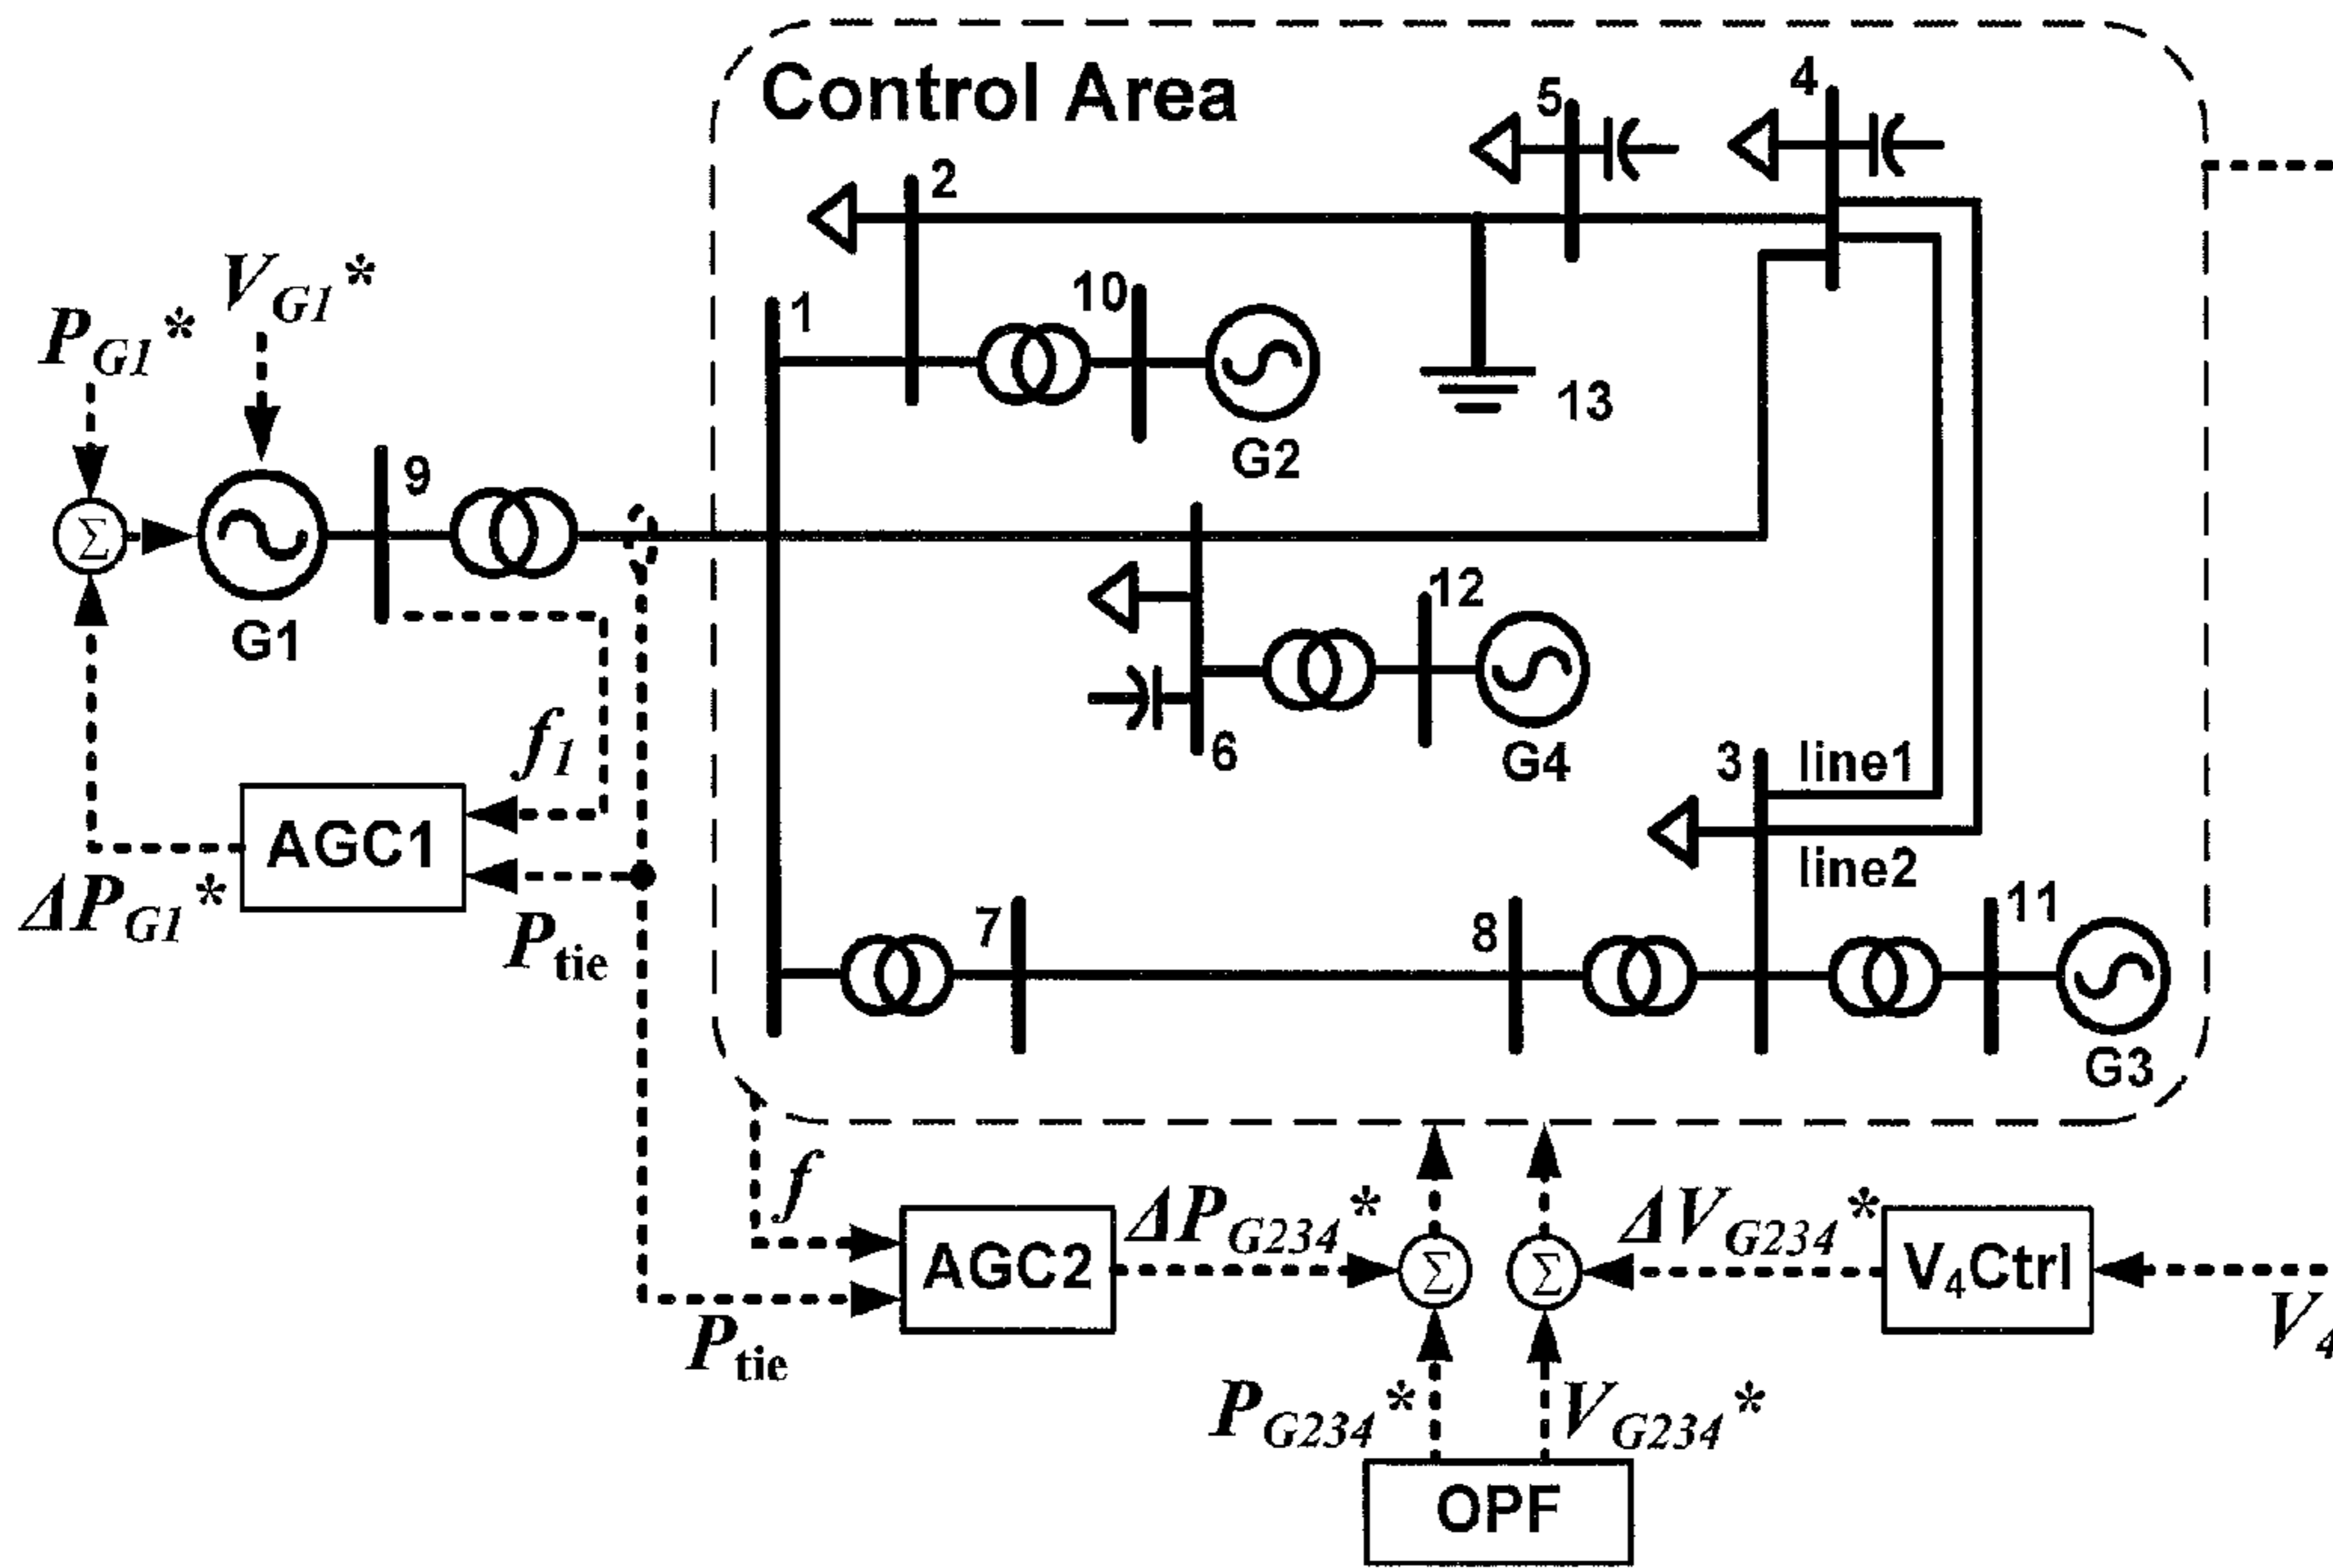 Control Area
5
4
2
V_G1*
10
1
P_G1*
13
G2
9
Σ
12
G1
f_1
6
G4
3
line1
AGC1
line2
ΔP_G1*
P_tie
7
8
11
G3
f
ΔP_G234*
ΔV_G234*
AGC2
Σ
Σ
V_4Ctrl
P_tie
V_4
P_G234*
V_G234*
OPF